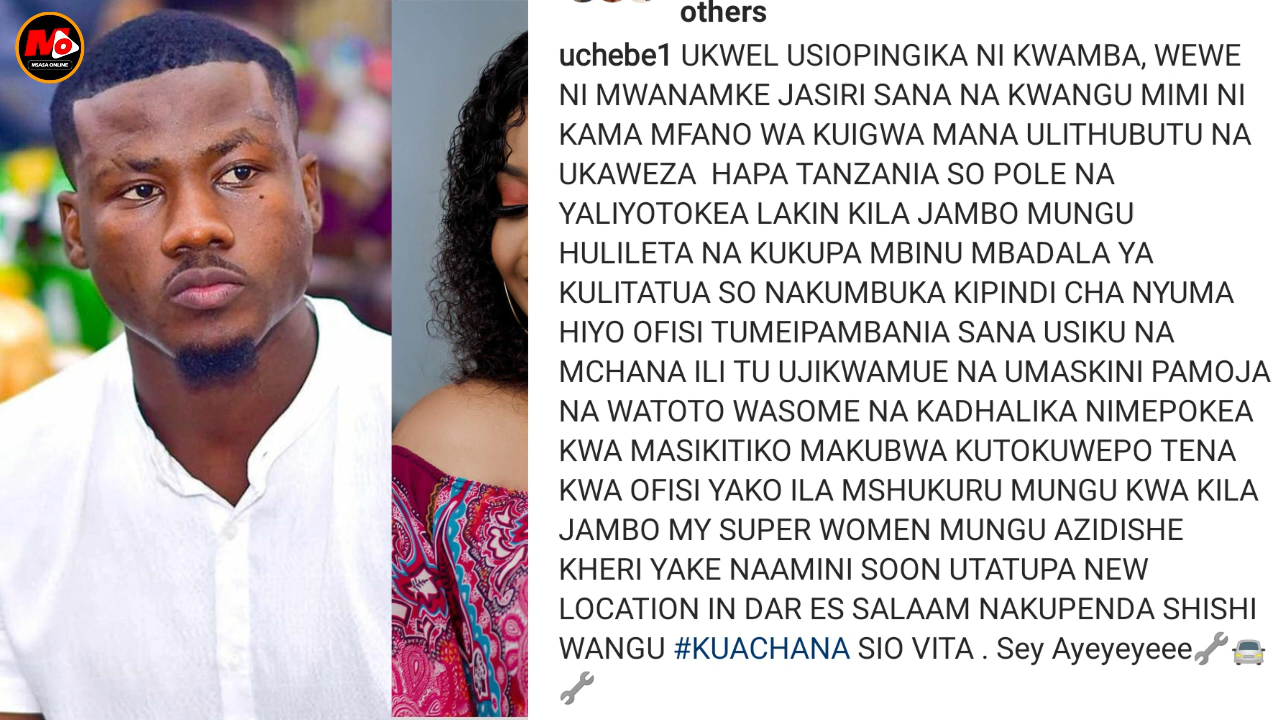 Mo
MSASA ONLINE
others
uchebe1 UKWEL USIOPINGIKA NI KWAMBA, WEWE
NI MWANAMKE JASIRI SANA NA KWANGU MIMI NI
KAMA MFANO WA KUIGWA MANA ULITHUBUTU NA
UKAWEZA  HAPA TANZANIA SO POLE NA
YALIYOTOKEA LAKIN KILA JAMBO MUNGU
HULILETA NA KUKUPA MBINU MBADALA YA
KULITATUA SO NAKUMBUKA KIPINDI CHA NYUMA
HIYO OFISI TUMEIPAMBANIA SANA USIKU NA
MCHANA ILI TU UJIKWAMUE NA UMASKINI PAMOJA
NA WATOTO WASOME NA KADHALIKA NIMEPOKEA
KWA MASIKITIKO MAKUBWA KUTOKUWEPO TENA
KWA OFISI YAKO ILA MSHUKURU MUNGU KWA KILA
JAMBO MY SUPER WOMEN MUNGU AZIDISHE
KHERI YAKE NAAMINI SOON UTATUPA NEW
LOCATION IN DAR ES SALAAM NAKUPENDA SHISHI
WANGU #KUACHANA SIO VITA . Sey Ayeyeyeee🔧🚘
🔧